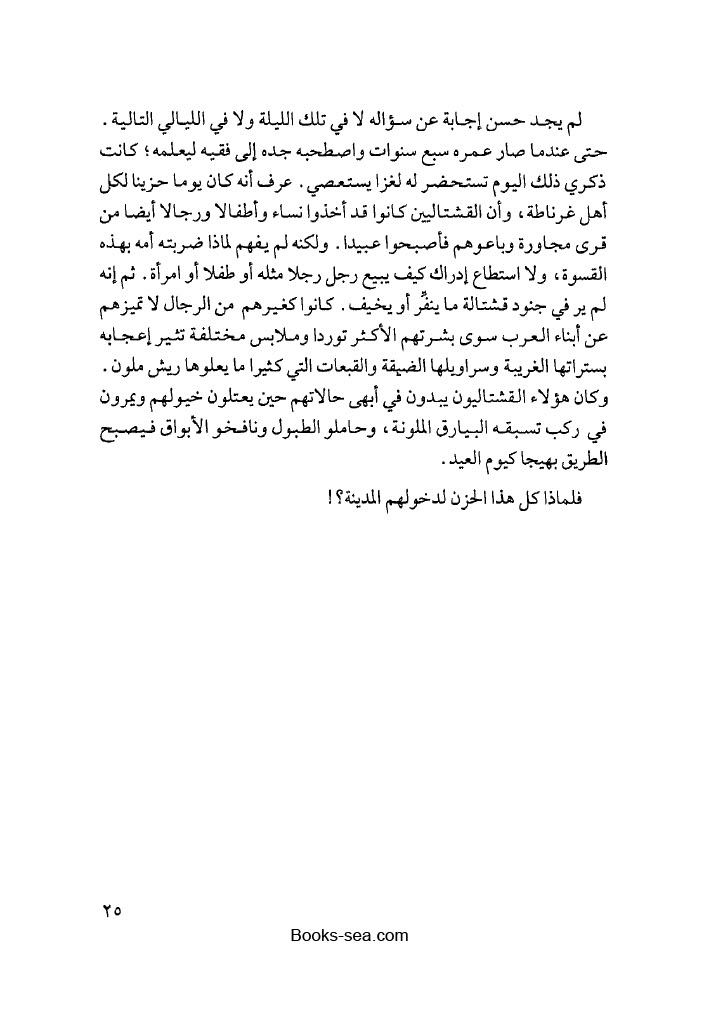 لم يجد حسن إجابة عن سؤاله لا في تلك الليلة ولا في الليالي التالية .
حتى عندما صار عمره سبع سنوات واصطحبه جده إلى فقيه ليعلمه؛ كانت
ذكري ذلك اليوم تستحضر له لغزا يستعصي . عرف أنه كان يوما حزينا لكل
أهل غرناطة ، وأن القشتاليين كانوا قد أخذوا نساء وأطفالا ورجالا أيضا من
قرى مجاورة وباعوهم فأصبحوا عبيدا . ولكنه لم يفهم لماذا ضربته أمه بهذه
القسوة ، ولا استطاع إدراك كيف يبيع رجل رجلا مثله أو طفلا أو امرأة . ثم إنه
لم ير في جنود قشتالة ما ينفِّر أو يخيف . كانوا كغيرهم من الرجال لا تميزهم
عن أبناء العرب سوى بشرتهم الأكثر توردا وملابس مختلفة تثير إعجابه
بستراتها الغريبة وسراويلها الضيقة والقبعات التي كثيرا ما يعلوها ريش ملون .
وكان هؤلاء القشتاليون يبدون في أبهى حالاتهم حين يعتلون خيولهم ويمرون
في ركب تسبقه البيارق الملونة ، وحاملو الطبول ونافخو الأبواق فيصبح
الطريق بهيجا كيوم العيد .
فلماذا كل هذا الحزن لدخولهم المدينة؟ !
٢٥
Books-sea.com